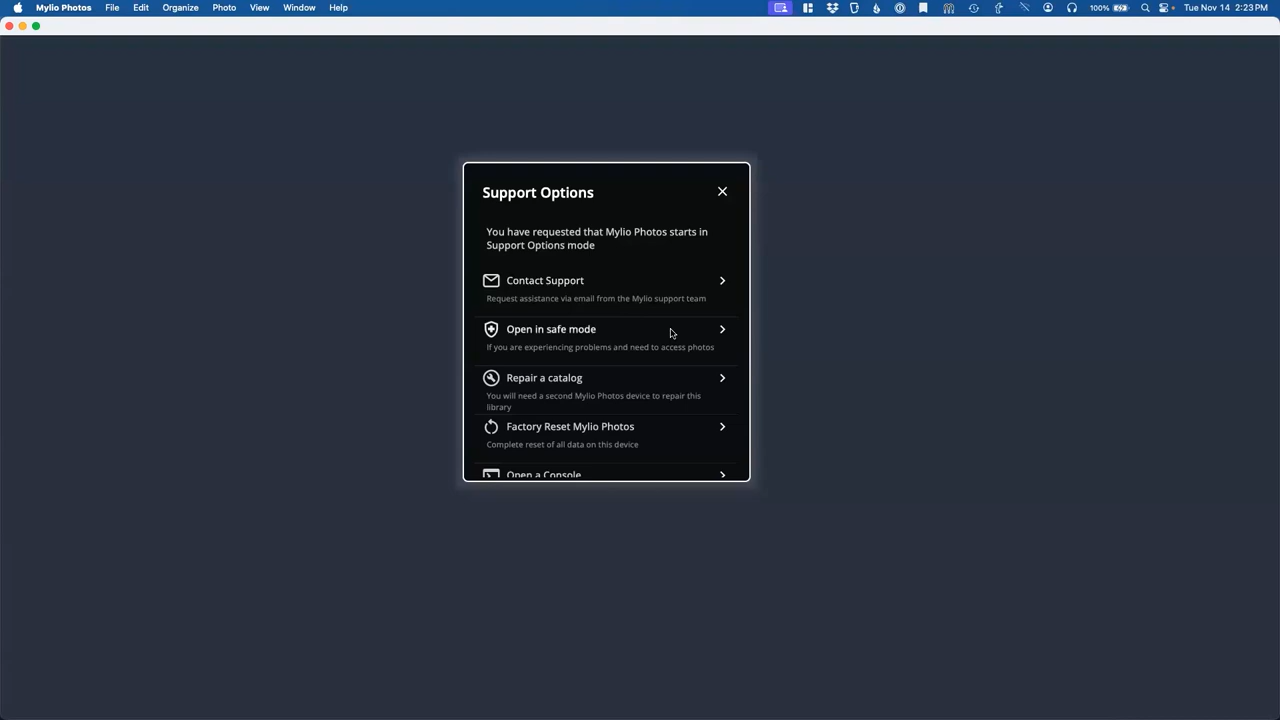 Mylio Photos File Edit Organize Photo View Window Help 100% Tue Nov 14 2:23 PM
Support Options
You have requested that Mylio Photos starts in
Support Options mode
Contact Support
Request assistance via email from the Mylio support team
Open in safe mode
If you are experiencing problems and need to access photos
Repair a catalog
You will need a second Mylio Photos device to repair this
library
Factory Reset Mylio Photos
Complete reset of all data on this device
Open a Console